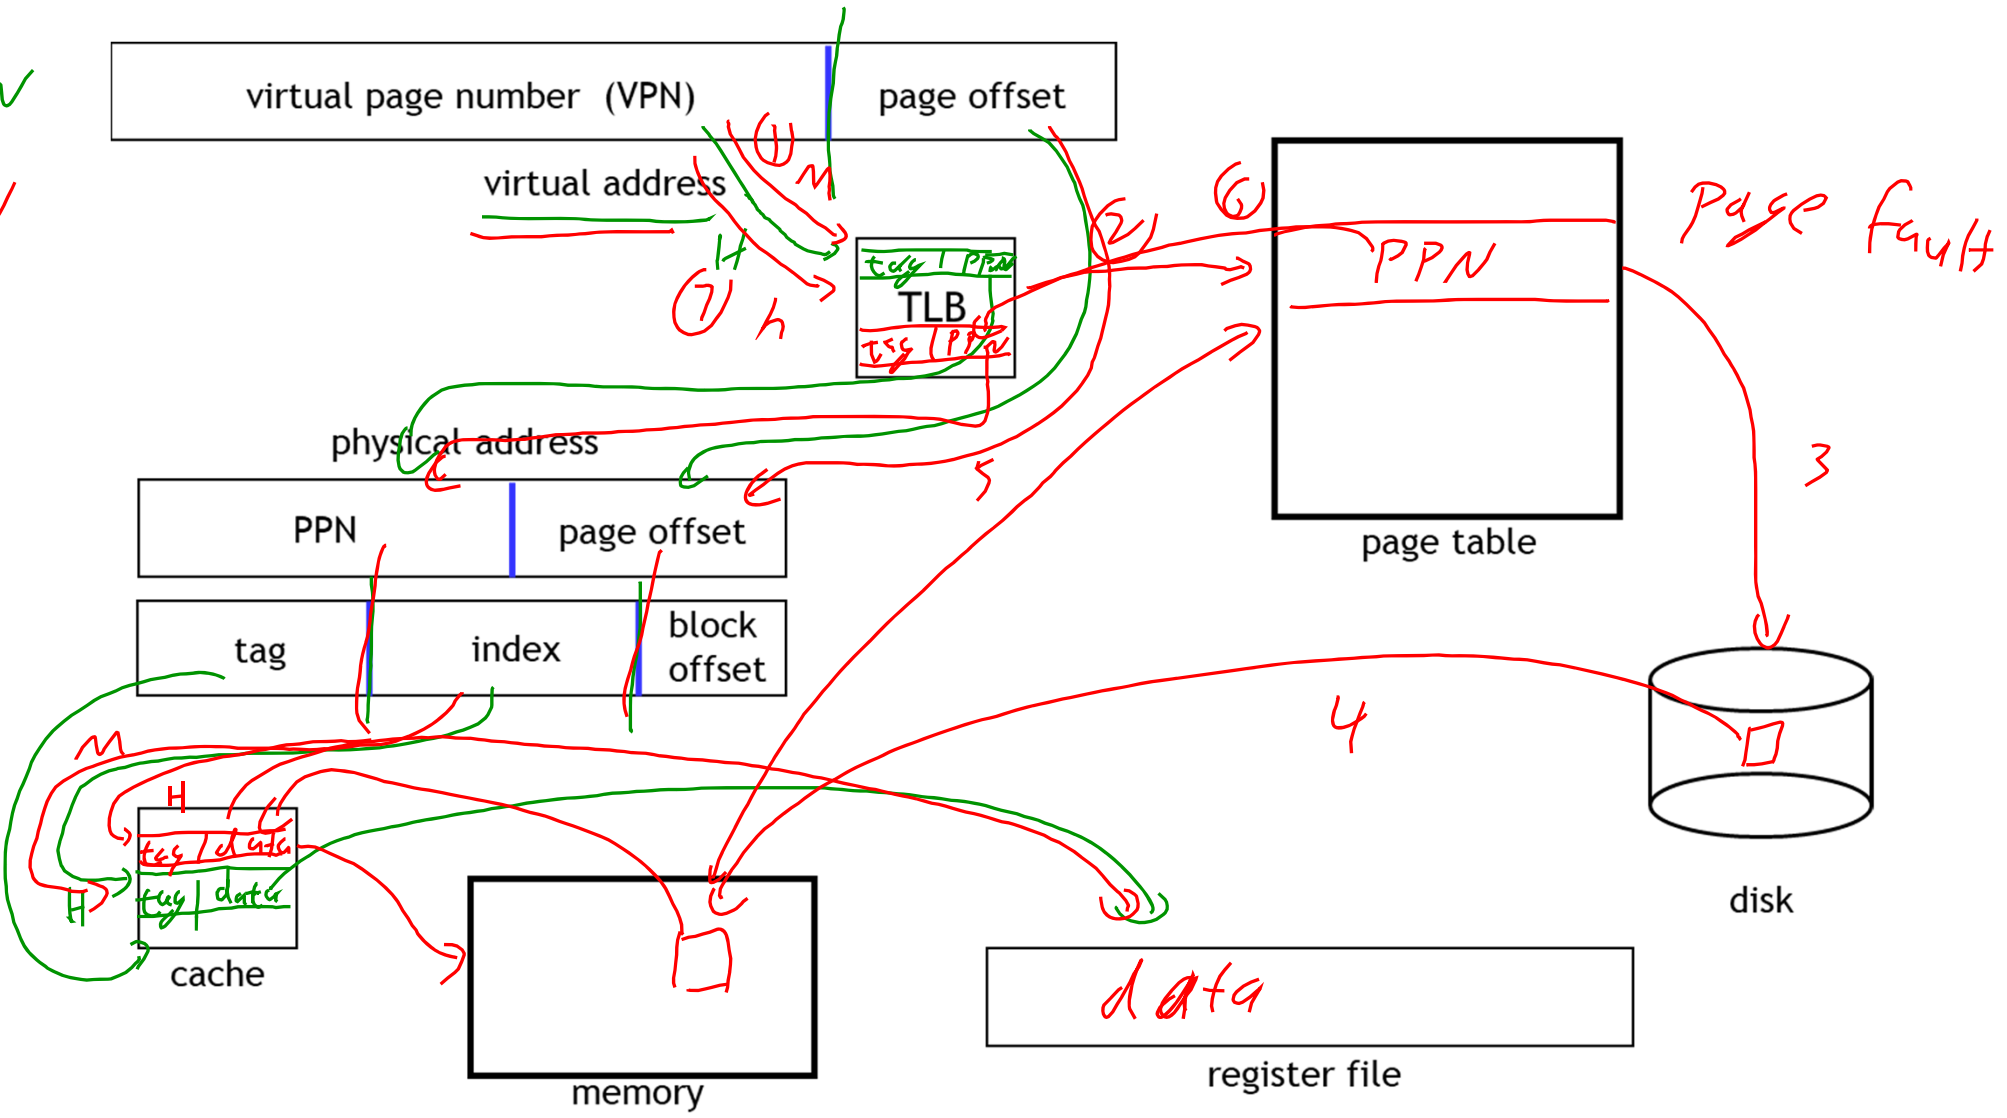 virtual page number (VPN) page offset
1
M
virtual address
H
7
h
tag PPN
TLB
tag PPN
2
6
PPN
Page fault
page table
3
5
physical address
PPN page offset
tag index block offset
4
M
H
tag data
H
tag data
cache
memory
data
register file
disk